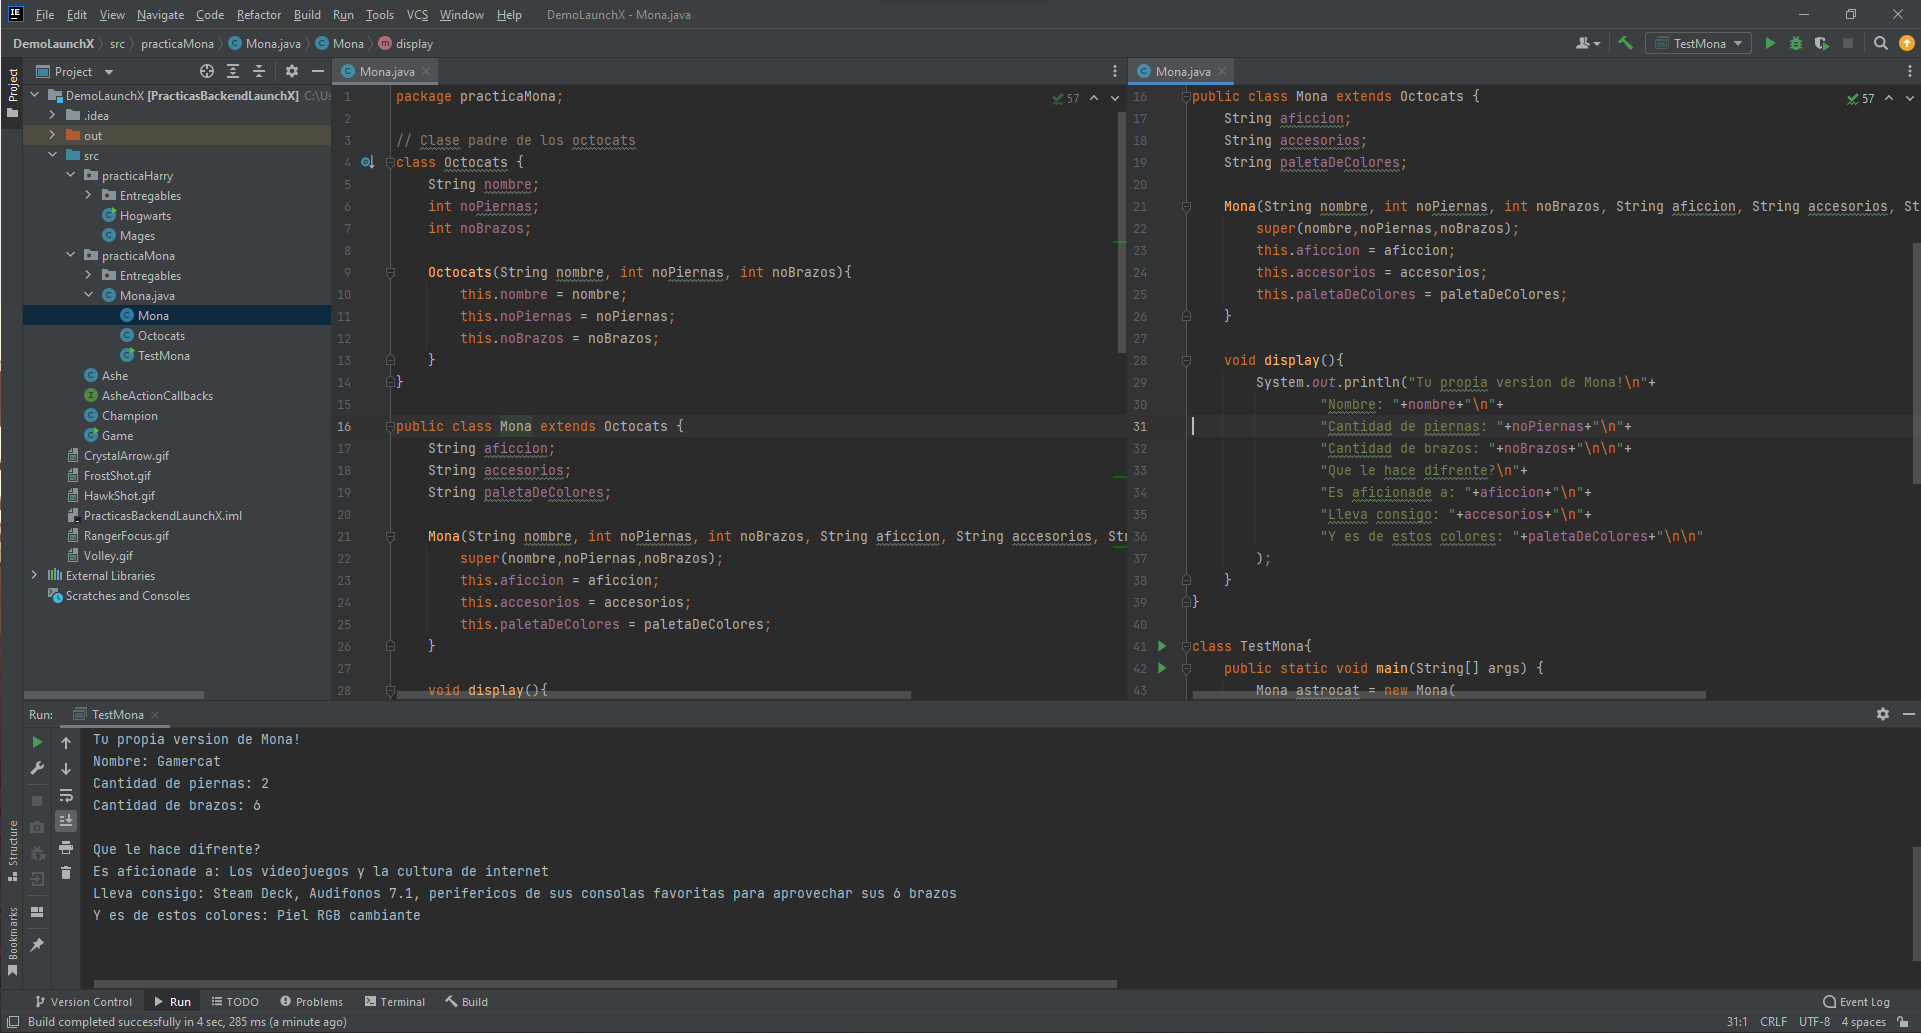 File Edit View Navigate Code Refactor Build Run Tools VCS Window Help DemoLaunchX - Mona.java
DemoLaunchX src practicaMona Mona.java Mona display
TestMona
Project
Project
DemoLaunchX [PracticasBackendLaunchX] C:\Us
.idea
out
src
practicaHarry
Entregables
Hogwarts
Mages
practicaMona
Entregables
Mona.java
Mona
Octocats
TestMona
Ashe
AsheActionCallbacks
Champion
Game
CrystalArrow.gif
FrostShot.gif
HawkShot.gif
PracticasBackendLaunchX.iml
RangerFocus.gif
Volley.gif
External Libraries
Scratches and Consoles
Mona.java
57
1 package practicaMona;
2
3 // Clase padre de los octocats
4 class Octocats {
5 String nombre;
6 int noPiernas;
7 int noBrazos;
8
9 Octocats(String nombre, int noPiernas, int noBrazos){
10 this.nombre = nombre;
11 this.noPiernas = noPiernas;
12 this.noBrazos = noBrazos;
13 }
14 }
15
16 public class Mona extends Octocats {
17 String aficcion;
18 String accesorios;
19 String paletaDeColores;
20
21 Mona(String nombre, int noPiernas, int noBrazos, String aficcion, String accesorios, Str
22 super(nombre,noPiernas,noBrazos);
23 this.aficcion = aficcion;
24 this.accesorios = accesorios;
25 this.paletaDeColores = paletaDeColores;
26 }
27
28 void display(){
Mona.java
57
16 public class Mona extends Octocats {
17 String aficcion;
18 String accesorios;
19 String paletaDeColores;
20
21 Mona(String nombre, int noPiernas, int noBrazos, String aficcion, String accesorios, St
22 super(nombre,noPiernas,noBrazos);
23 this.aficcion = aficcion;
24 this.accesorios = accesorios;
25 this.paletaDeColores = paletaDeColores;
26 }
27
28 void display(){
29 System.out.println("Tu propia version de Mona!\n"+
30 "Nombre: "+nombre+"\n"+
31 "Cantidad de piernas: "+noPiernas+"\n"+
32 "Cantidad de brazos: "+noBrazos+"\n\n"+
33 "Que le hace difrente?\n"+
34 "Es aficionade a: "+aficcion+"\n"+
35 "Lleva consigo: "+accesorios+"\n"+
36 "Y es de estos colores: "+paletaDeColores+"\n\n"
37 );
38 }
39 }
40
41 class TestMona{
42 public static void main(String[] args) {
43 Mona astrocat = new Mona(
Run: TestMona
Tu propia version de Mona!
Nombre: Gamercat
Cantidad de piernas: 2
Cantidad de brazos: 6
Que le hace difrente?
Es aficionade a: Los videojuegos y la cultura de internet
Lleva consigo: Steam Deck, Audifonos 7.1, perifericos de sus consolas favoritas para aprovechar sus 6 brazos
Y es de estos colores: Piel RGB cambiante
Structure
Bookmarks
Version Control Run TODO Problems Terminal Build Event Log
Build completed successfully in 4 sec, 285 ms (a minute ago) 31:1 CRLF UTF-8 4 spaces